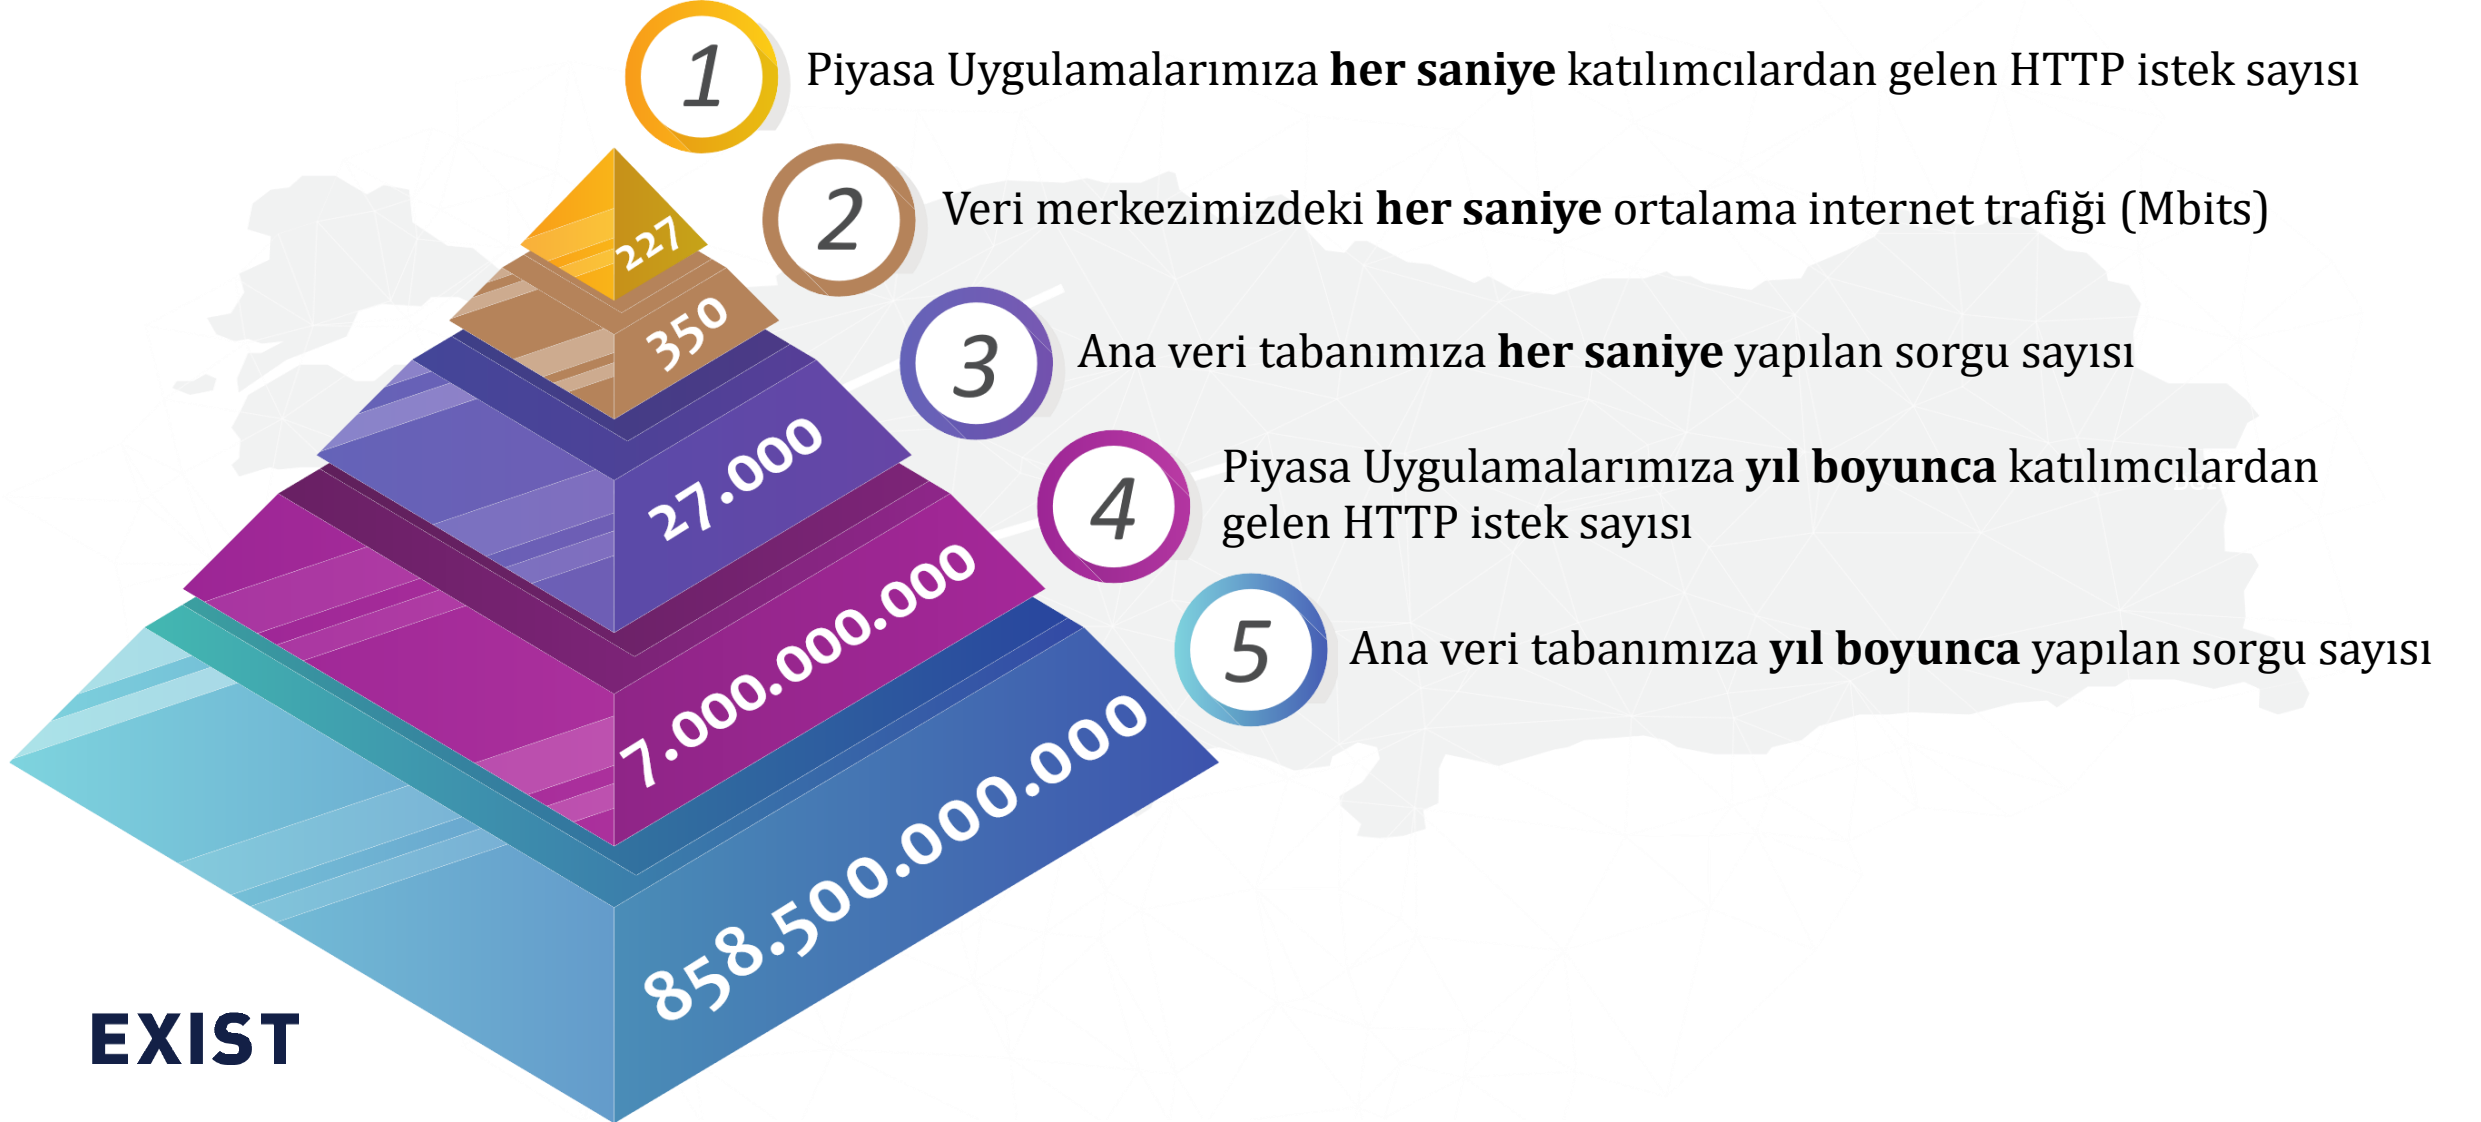 1
Piyasa Uygulamalarımıza her saniye katılımcılardan gelen HTTP istek sayısı
2
Veri merkezimizdeki her saniye ortalama internet trafiği (Mbits)
3
Ana veri tabanımıza her saniye yapılan sorgu sayısı
4
Piyasa Uygulamalarımıza yıl boyunca katılımcılardan
gelen HTTP istek sayısı
5
Ana veri tabanımıza yıl boyunca yapılan sorgu sayısı
227
350
27.000
7.000.000.000
858.500.000.000
EXIST